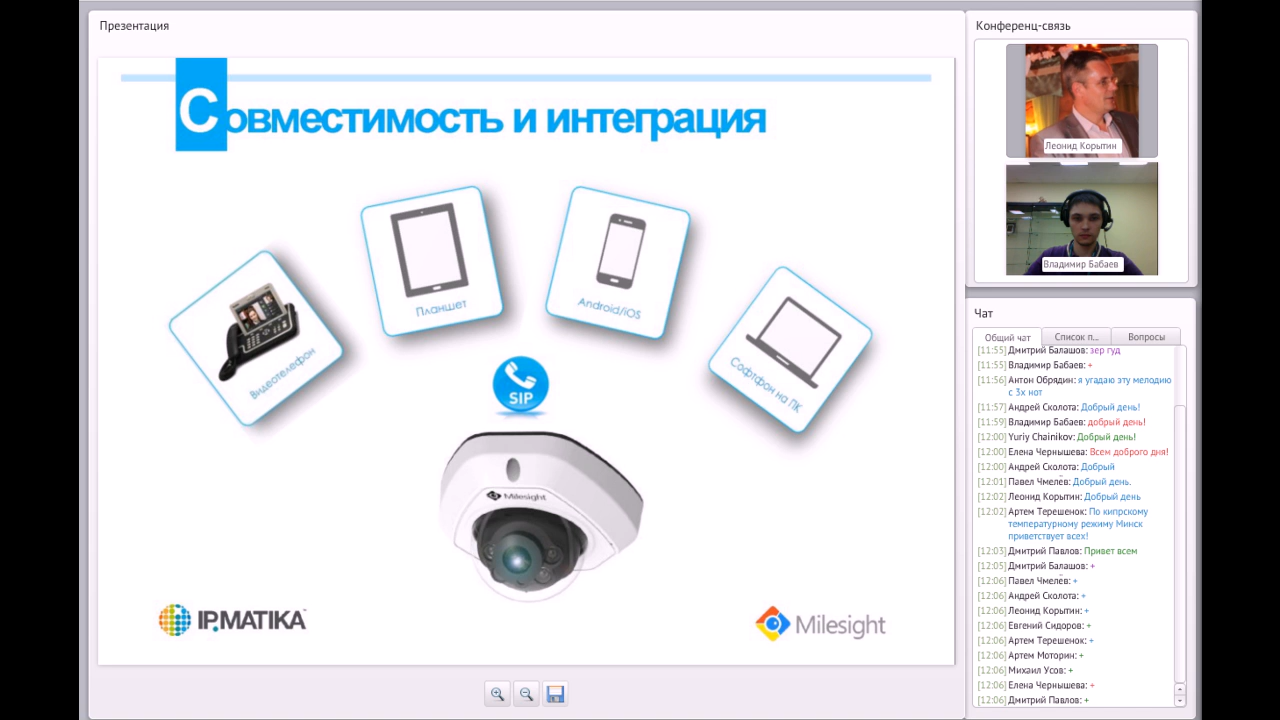 Презентация
Совместимость и интеграция
Видеотелефон
Планшет
Android/iOS
Софтфон на ПК
SIP
Milesight
IPMATIKA
Milesight
Конференц-связь
Леонид Корытин
Владимир Бабаев
Чат
Общий чат
Список п...
Вопросы
[11:55] Дмитрий Балашов: зер гуд
[11:55] Владимир Бабаев: +
[11:56] Антон Обрядин: я угадаю эту мелодию
с 3х нот
[11:57] Андрей Сколота: Добрый день!
[11:59] Владимир Бабаев: добрый день!
[12:00] Yuriy Chainikov: Добрый день!
[12:00] Елена Чернышева: Всем доброго дня!
[12:00] Андрей Сколота: Добрый
[12:01] Павел Чмелёв: Добрый день.
[12:02] Леонид Корытин: Добрый день
[12:02] Артем Терешенок: По кипрскому
температурному режиму Минск
приветствует всех!
[12:03] Дмитрий Павлов: Привет всем
[12:05] Дмитрий Балашов: +
[12:06] Павел Чмелёв: +
[12:06] Андрей Сколота: +
[12:06] Леонид Корытин: +
[12:06] Евгений Сидоров: +
[12:06] Артем Терешенок: +
[12:06] Артем Моторин: +
[12:06] Михаил Усов: +
[12:06] Елена Чернышева: +
[12:06] Дмитрий Павлов: +